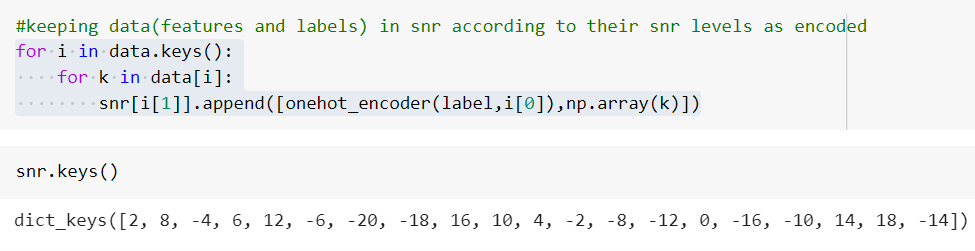 #keeping data(features and labels) in snr according to their snr levels as encoded
for i in data.keys():
    for k in data[i]:
        snr[i[1]].append([onehot_encoder(label,i[0]),np.array(k)])
snr.keys()
dict_keys([2, 8, -4, 6, 12, -6, -20, -18, 16, 10, 4, -2, -8, -12, 0, -16, -10, 14, 18, -14])